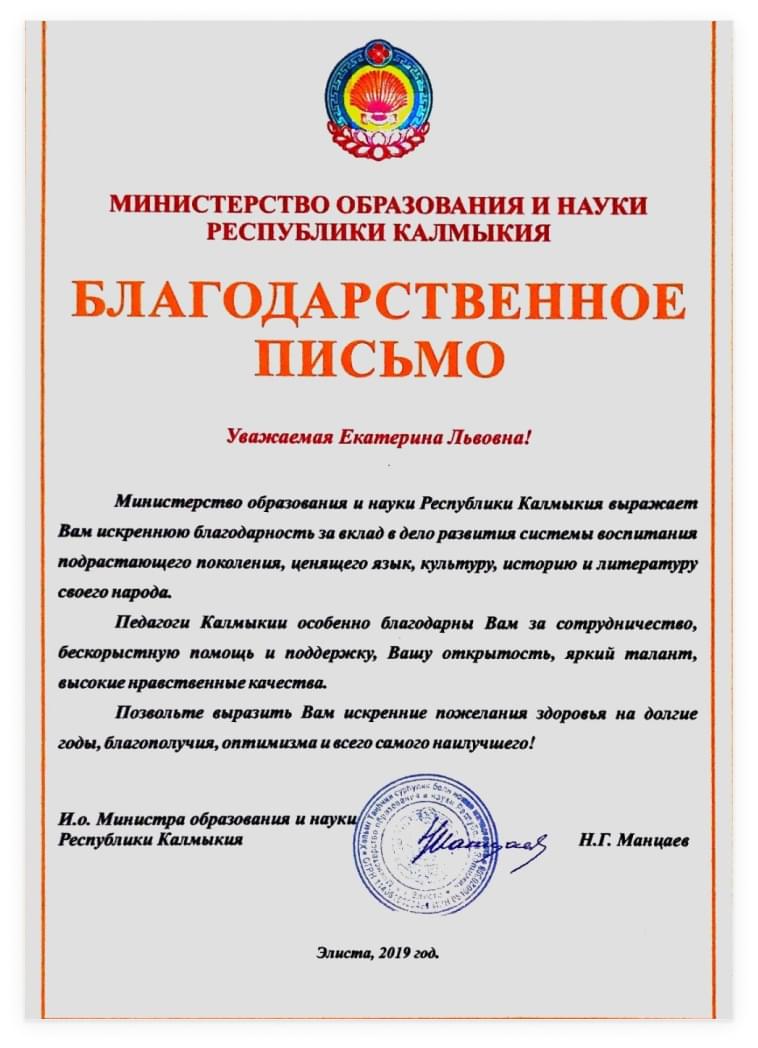 МИНИСТЕРСТВО ОБРАЗОВАНИЯ И НАУКИ
РЕСПУБЛИКИ КАЛМЫКИЯ
БЛАГОДАРСТВЕННОЕ
ПИСЬМО
Уважаемая Екатерина Львовна!
Министерство образования и науки Республики Калмыкия выражает
Вам искреннюю благодарность за вклад в дело развития системы воспитания
подрастающего поколения, ценящего язык, культуру, историю и литературу
своего народа.
Педагоги Калмыкии особенно благодарны Вам за сотрудничество,
бескорыстную помощь и поддержку, Вашу открытость, яркий талант,
высокие нравственные качества.
Позвольте выразить Вам искренние пожелания здоровья на долгие
годы, благополучия, оптимизма и всего самого наилучшего!
И.о. Министра образования и науки
Республики Калмыкия
Н.Г. Манцаев
Элиста, 2019 год.